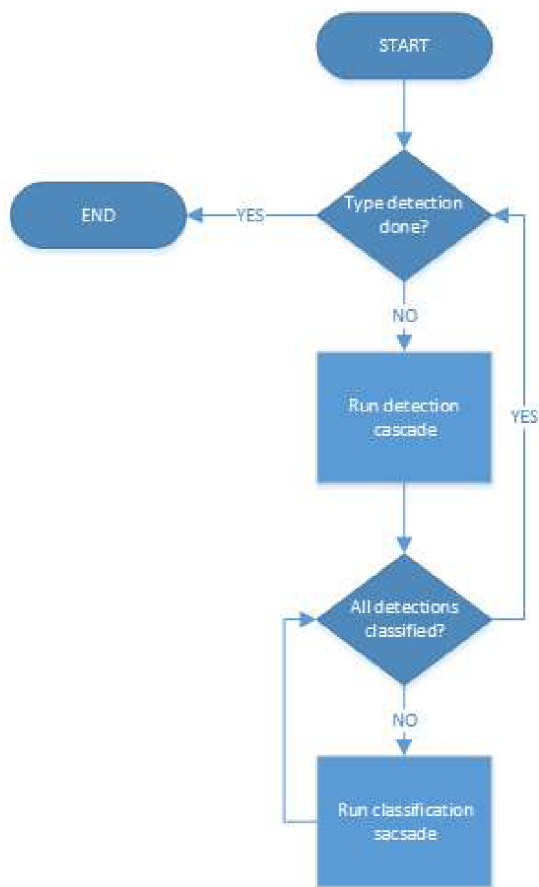 START
Type detection
done?
YES
END
NO
Run detection
cascade
YES
All detections
classified?
NO
Run classification
sacsade